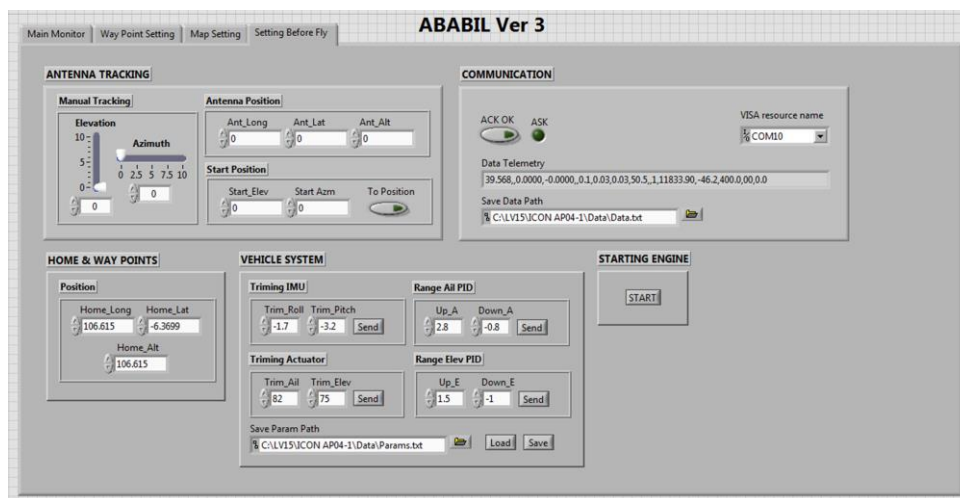 ABABIL Ver 3
Main Monitor Way Point Setting Map Setting Setting Before Fly
ANTENNA TRACKING
Manual Tracking
Elevation
10
5
0
0
Azimuth
0 2.5 5 7.5 10
0
Antenna Position
Ant_Long Ant_Lat Ant_Alt
0 0 0
Start Position
Start_Elev Start Azm To Position
0 0
COMMUNICATION
ACK OK ASK
VISA resource name
COM10
Data Telemetry
39.568,,0.0000,-0.0000,,0.1,0.03,0.03,50.5,,1,11833.90,-46.2,400.0,00,0.0
Save Data Path
C:\LV15\ICON AP04-1\Data\Data.txt
HOME & WAY POINTS
Position
Home_Long Home_Lat
106.615 -6.3699
Home_Alt
106.615
VEHICLE SYSTEM
Triming IMU
Trim_Roll Trim_Pitch
-1.7 -3.2 Send
Range Ail PID
Up_A Down_A
2.8 -0.8 Send
Triming Actuator
Trim_Ail Trim_Elev
82 75 Send
Range Elev PID
Up_E Down_E
1.5 -1 Send
Save Param Path
C:\LV15\ICON AP04-1\Data\Params.txt Load Save
STARTING ENGINE
START